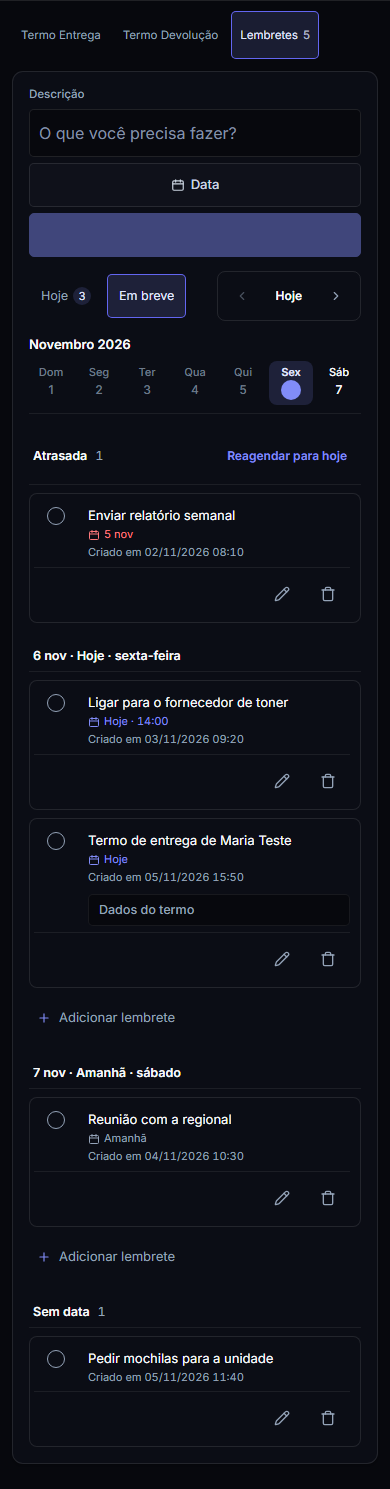 Termo Entrega
Termo Devolução
Lembretes 5
Descrição
O que você precisa fazer?
Data
Hoje 3
Em breve
Hoje
Novembro 2026
Dom Seg Ter Qua Qui Sex Sáb
1 2 3 4 5 7
Atrasada 1
Reagendar para hoje
Enviar relatório semanal
5 nov
Criado em 02/11/2026 08:10
6 nov · Hoje · sexta-feira
Ligar para o fornecedor de toner
Hoje · 14:00
Criado em 03/11/2026 09:20
Termo de entrega de Maria Teste
Hoje
Criado em 05/11/2026 15:50
Dados do termo
+ Adicionar lembrete
7 nov · Amanhã · sábado
Reunião com a regional
Amanhã
Criado em 04/11/2026 10:30
+ Adicionar lembrete
Sem data 1
Pedir mochilas para a unidade
Criado em 05/11/2026 11:40